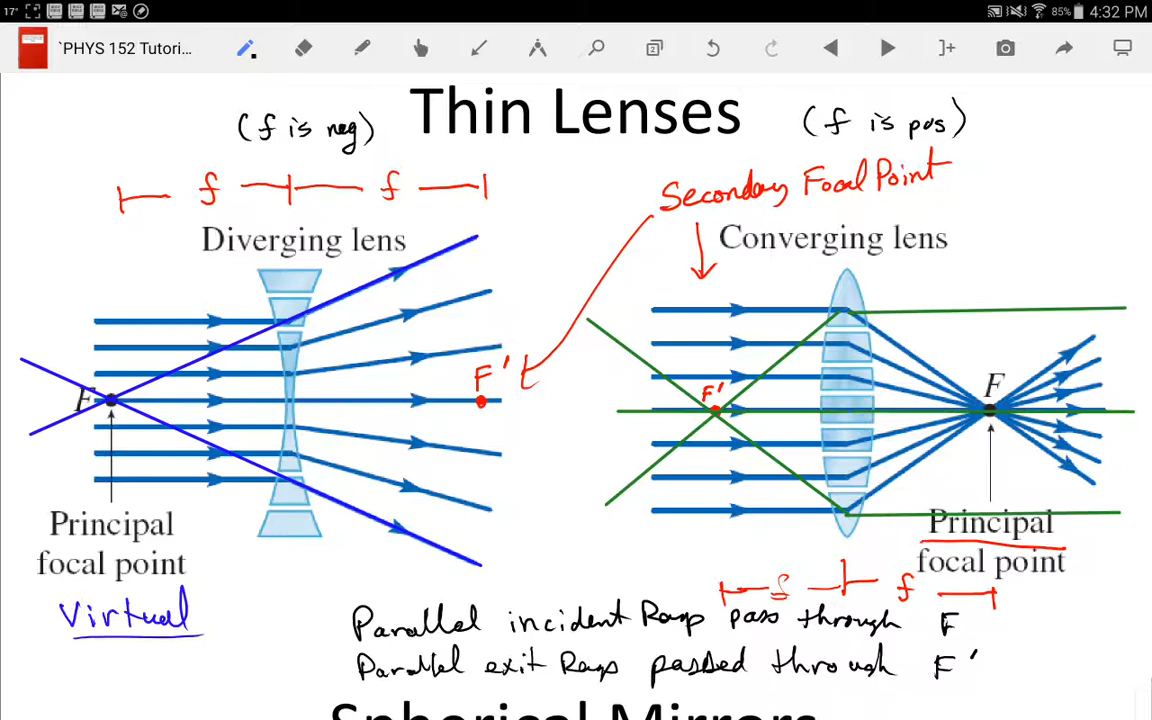 17° 85% 4:32 PM
`PHYS 152 Tutori...
2
Thin Lenses
(f is neg) (f is pos)
f f
Secondary Focal Point
Diverging lens
Converging lens
F
F'
F'
F
Principal
focal point
Principal
focal point
Virtual
f f
Parallel incident Rays pass through F
Parallel exit Rays passed through F'
Spherical Mirrors